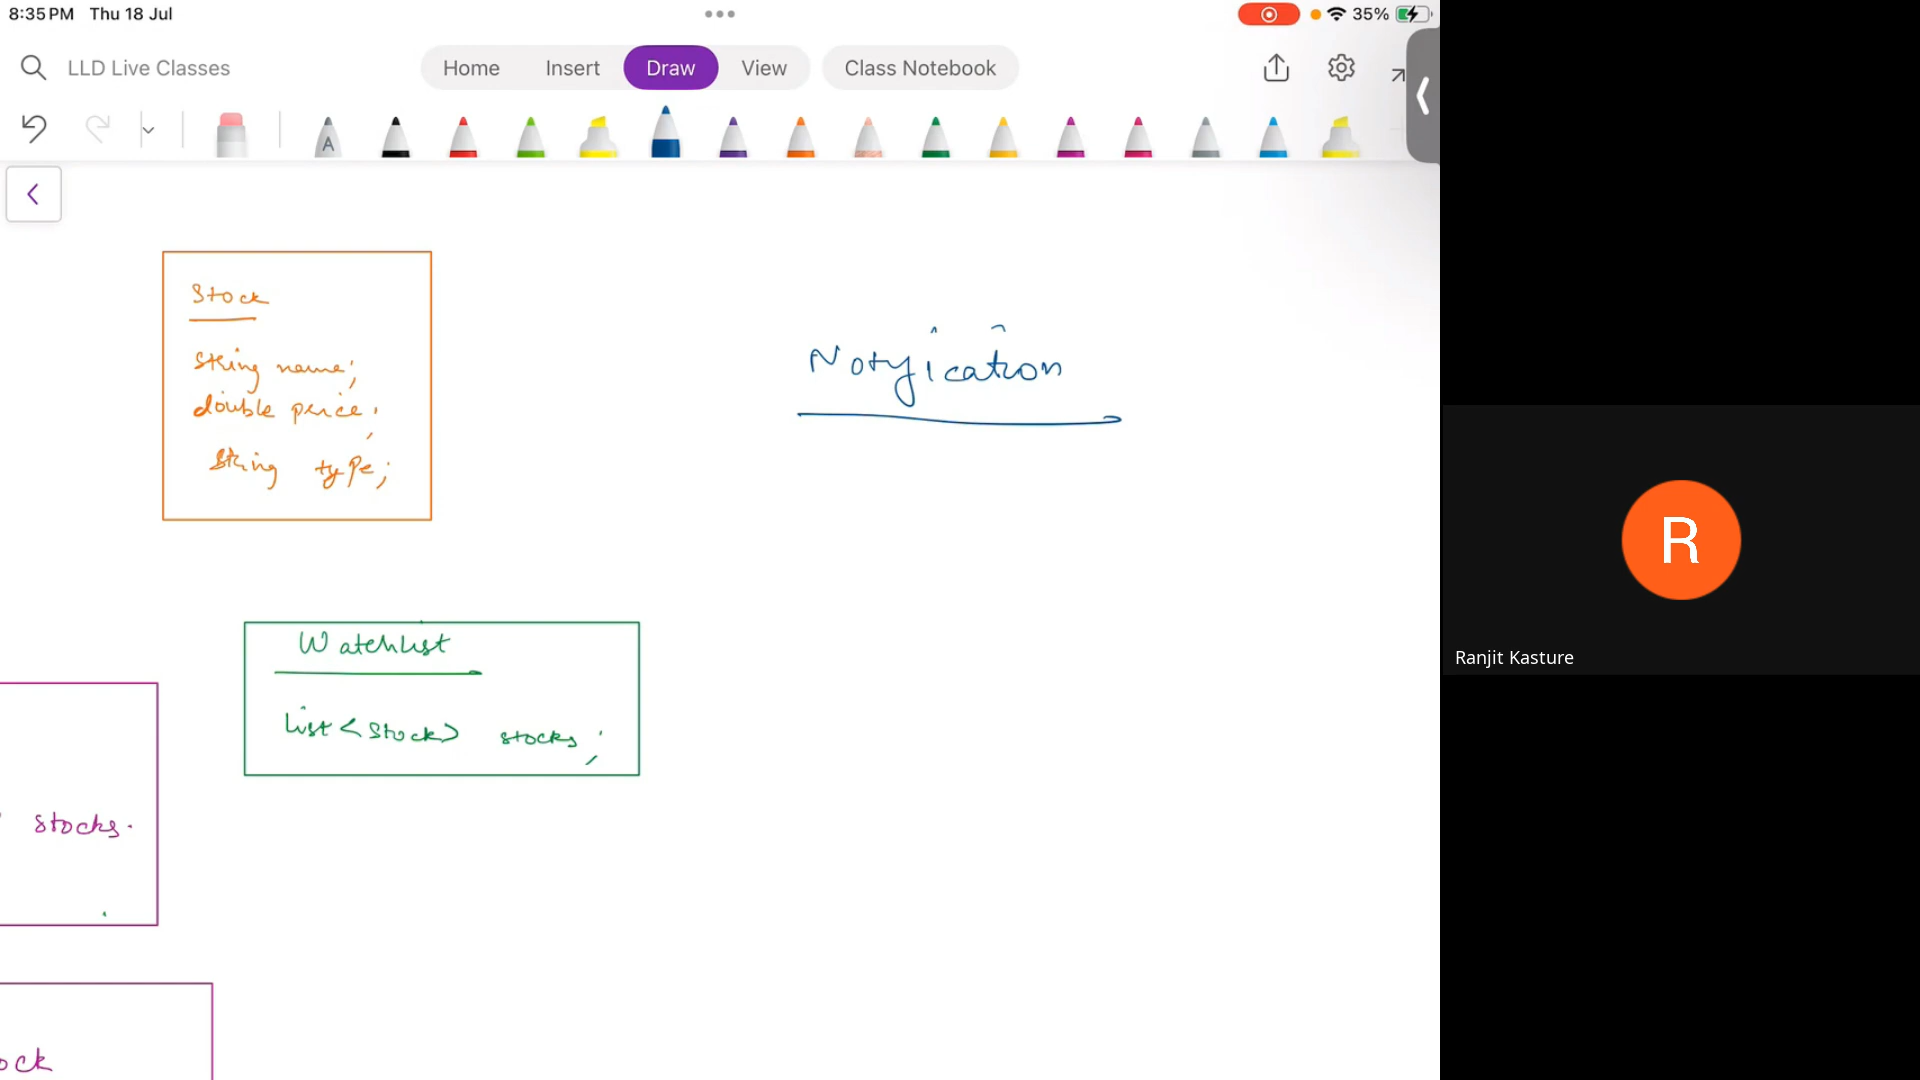 8:35 PM Thu 18 Jul
35%
LLD Live Classes
Home Insert Draw View Class Notebook
A
Stock
String name;
double price;
String type;
Notification
Watchlist
List<Stock> stocks;
stocks.
ock
R
Ranjit Kasture